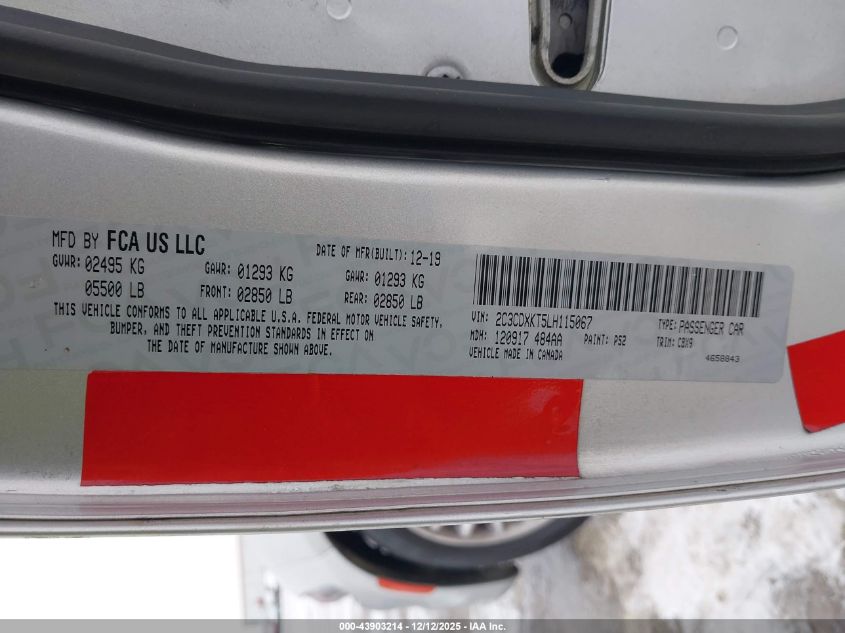 MFD BY FCA US LLC
DATE OF MFR(BUILT): 12-19
GVWR: 02495 KG
GAWR: 01293 KG
GAWR: 01293 KG
05500 LB
FRONT: 02850 LB
REAR: 02850 LB
THIS VEHICLE CONFORMS TO ALL APPLICABLE U.S.A. FEDERAL MOTOR VEHICLE SAFETY,
BUMPER, AND THEFT PREVENTION STANDARDS IN EFFECT ON
THE DATE OF MANUFACTURE SHOWN ABOVE.
VIN: 2C3CDXKT5LH115067
TYPE: PASSENGER CAR
MDH: 120917 484AA
PAINT: PS2
TRIM: CBX9
VEHICLE MADE IN CANADA
4658843
000-43903214 - 12/12/2025 - IAA Inc.